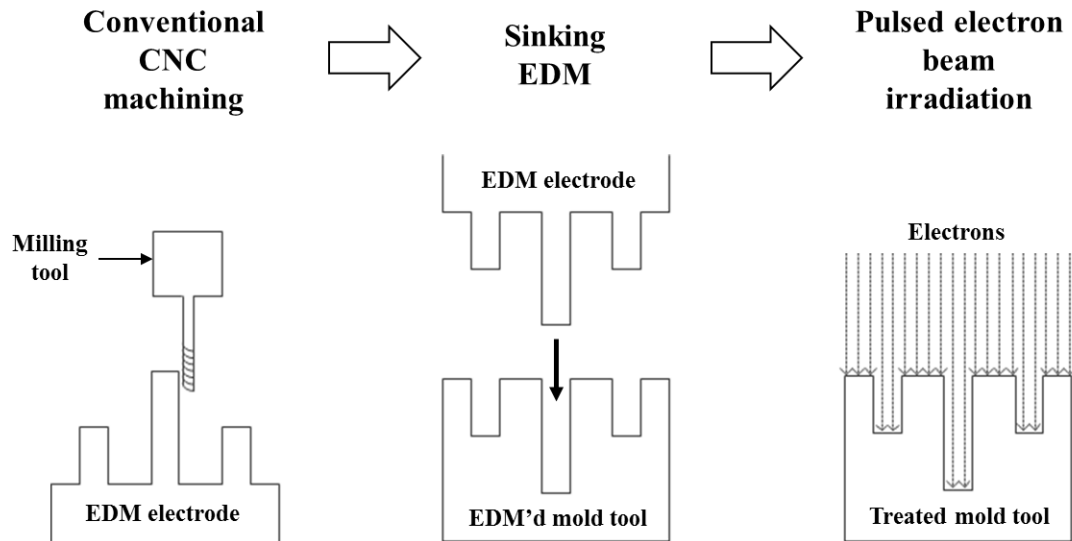 Conventional
CNC
machining
Sinking
EDM
Pulsed electron
beam
irradiation
Milling
tool
EDM electrode
EDM electrode
EDM'd mold tool
Electrons
Treated mold tool